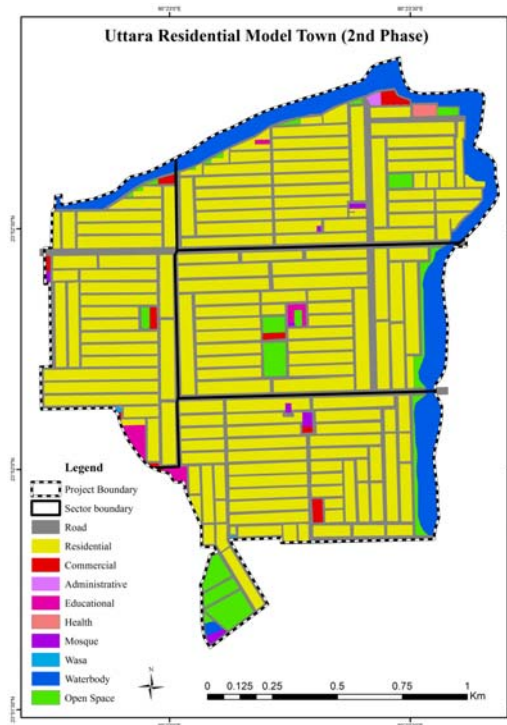 Uttara Residential Model Town (2nd Phase)
Legend
Project Boundary
Sector boundary
Road
Residential
Commercial
Administrative
Educational
Health
Mosque
Wasa
Waterbody
Open Space
N
0 0.125 0.25 0.5 0.75 1
Km